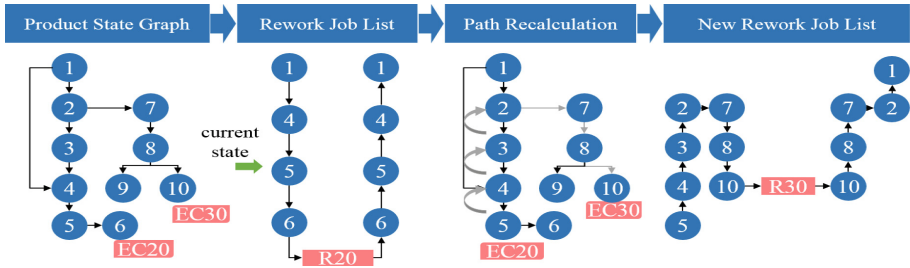 Product State Graph
Rework Job List
Path Recalculation
New Rework Job List
1
2 7
3 8
4 9 10
EC30
5 6
EC20
current
state
1 1
4 4
5 5
6 6
R20
1
2 7
3 8
4 9 10
EC30
5 6
EC20
1
2 7 7 2
3 8 8
4 10 R30 10
5